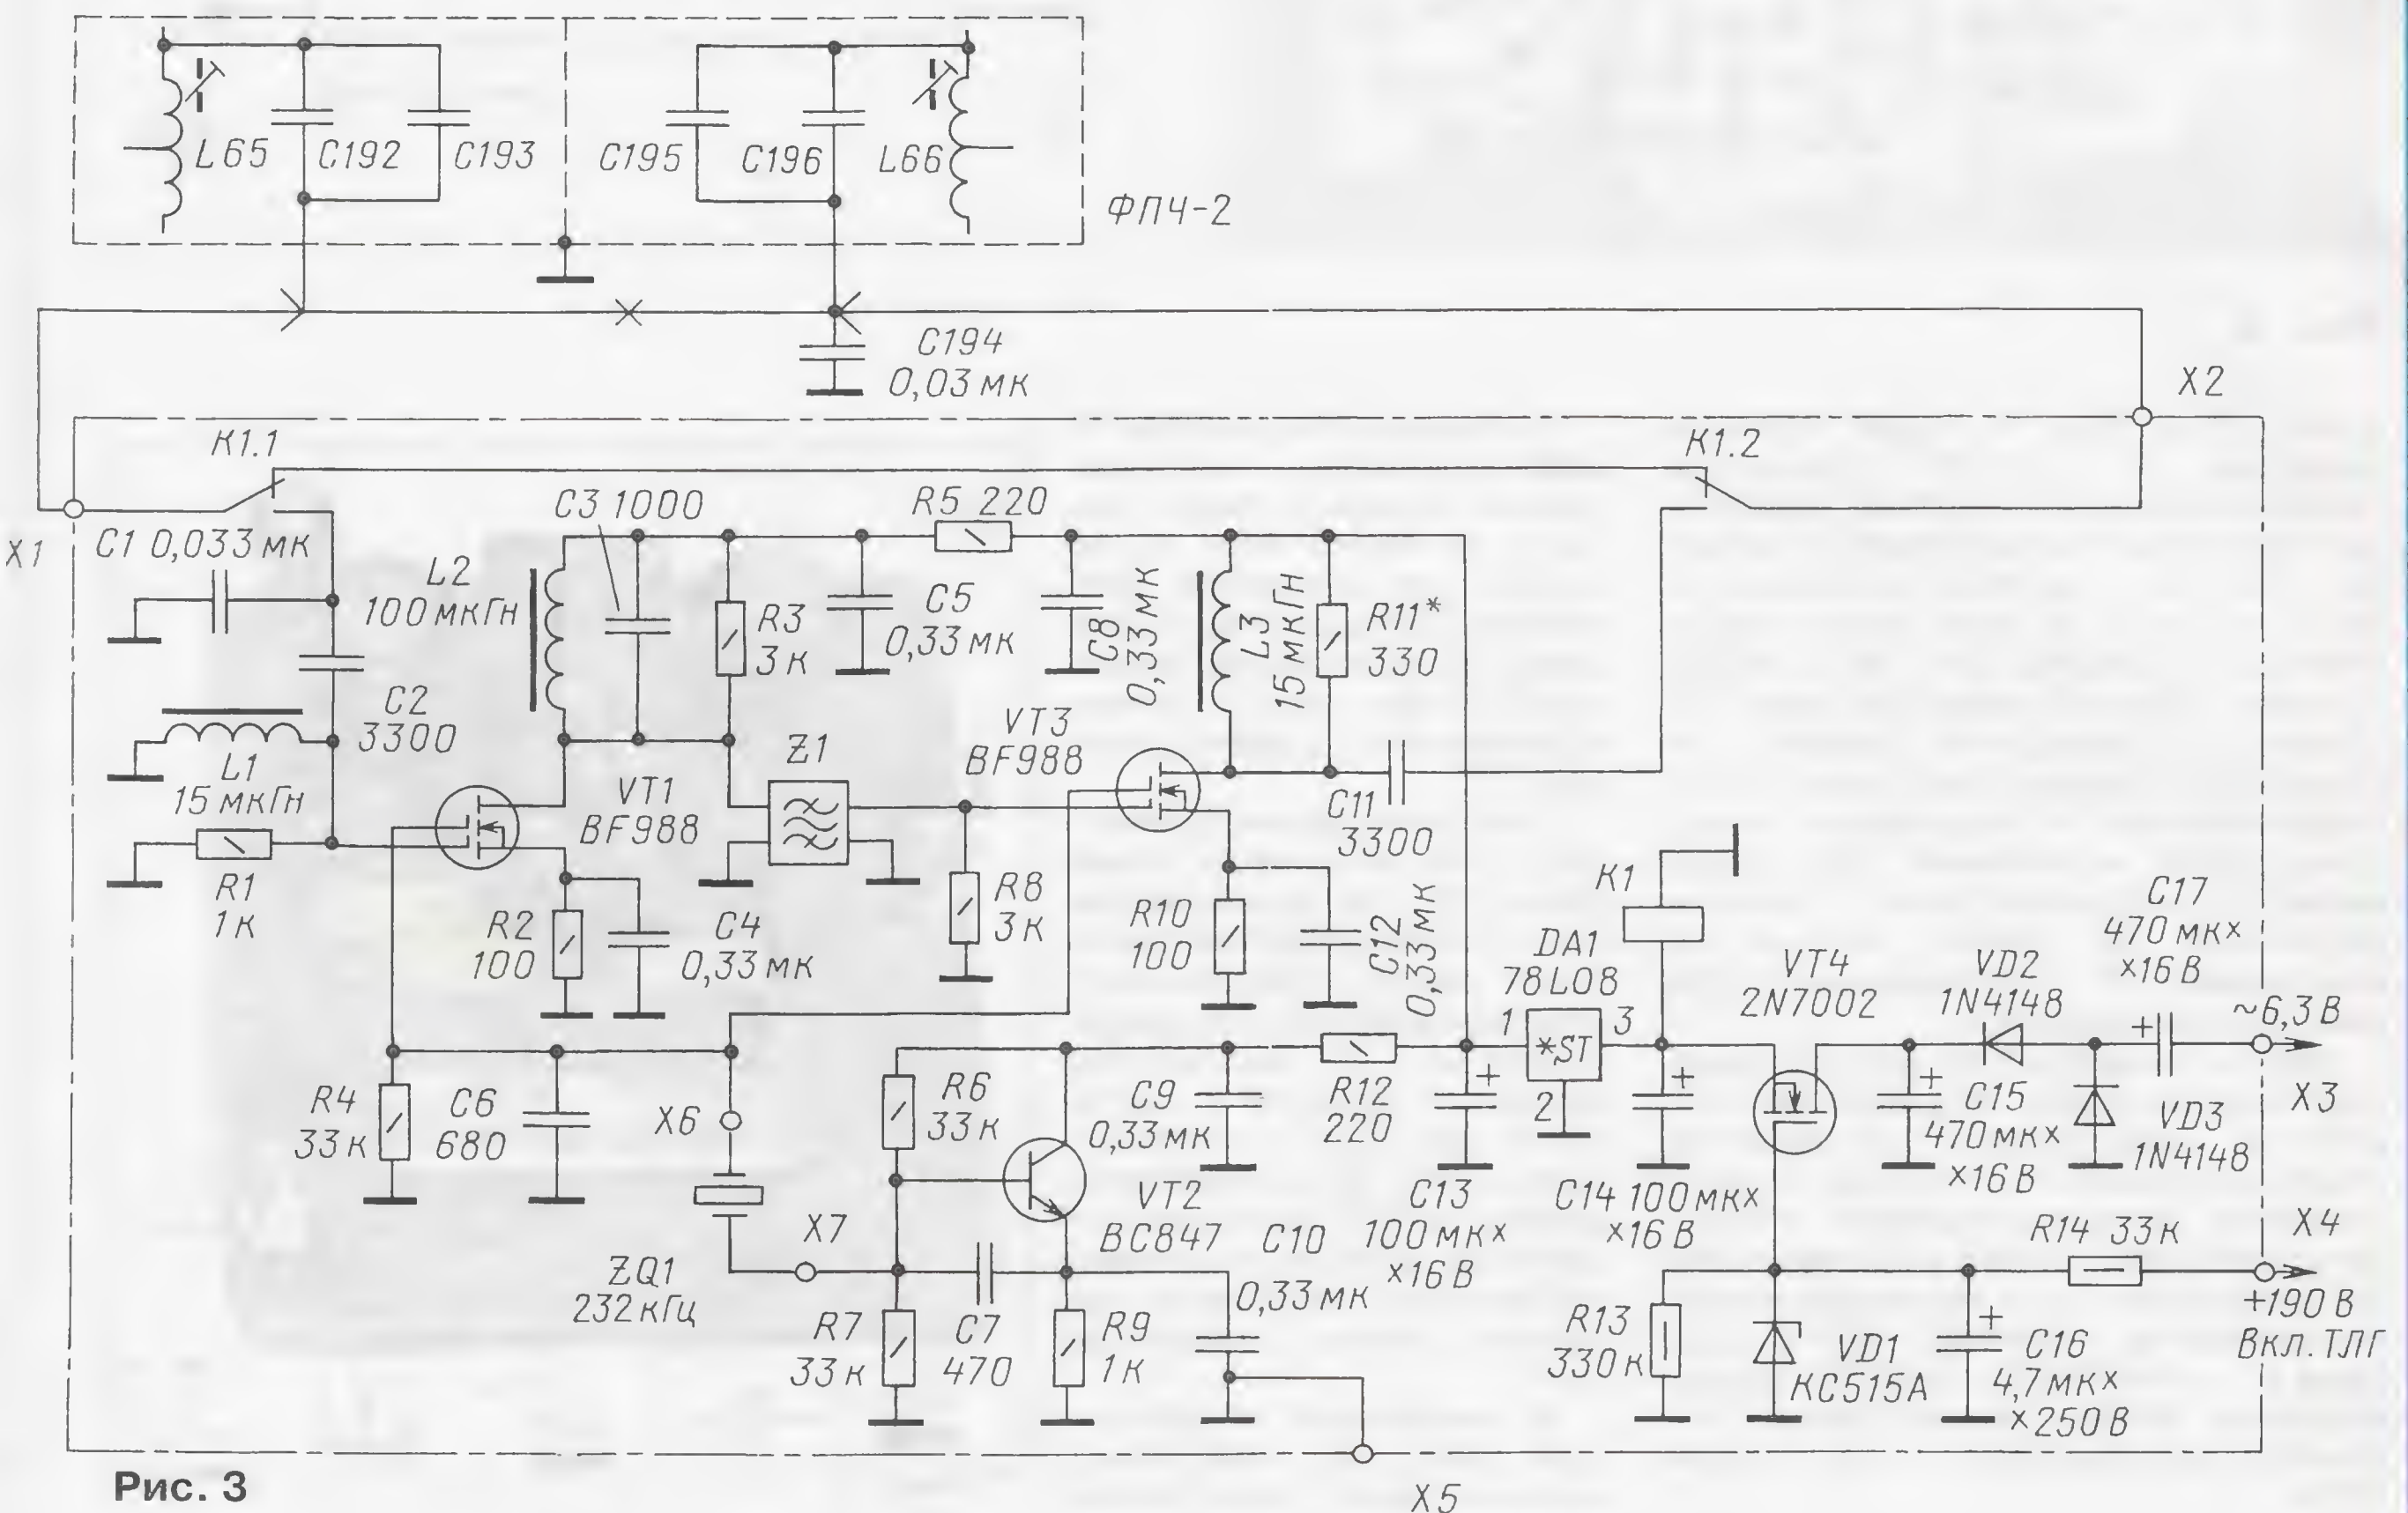 L65
C192
C193
C195
C196
L66
ФПЧ-2
C194
0,03 мк
X2
K1.1
K1.2
X1
C1 0,033 мк
C3 1000
R5 220
L2
100 мкГн
R3
3 к
C5
0,33 мк
C8
0,33 мк
L3
15 мкГн
R11*
330
C2
3300
L1
15 мкГн
R1
1 к
VT1
BF988
Z1
VT3
BF988
C11
3300
R2
100
C4
0,33 мк
R8
3 к
R10
100
C12
0,33 мк
DA1
78L08
1
*ST
3
2
K1
VT4
2N7002
VD2
1N4148
C17
470 мк×
×16 В
+
~6,3 В
X3
R4
33 к
C6
680
X6
R6
33 к
C9
0,33 мк
R12
220
+
+
+
C15
470 мк×
×16 В
VD3
1N4148
VT2
BC847
C13
100 мк×
×16 В
C14 100 мк×
×16 В
ZQ1
232 кГц
X7
C10
0,33 мк
R7
33 к
C7
470
R9
1 к
R14 33 к
X4
+190 В
Вкл. ТЛГ
R13
330 к
VD1
КС515А
+
C16
4,7 мк×
×250 В
X5
Рис. 3